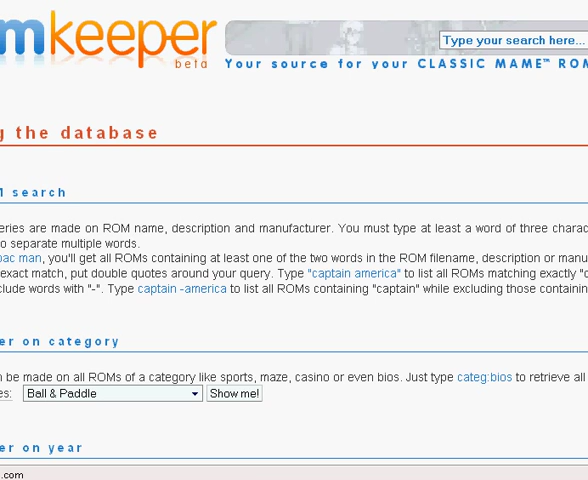 mkeeper
beta
Type your search here...
Your source for your CLASSIC MAME™ ROM
g the database
1 search
eries are made on ROM name, description and manufacturer. You must type at least a word of three charac
o separate multiple words.
pac man, you'll get all ROMs containing at least one of the two words in the ROM filename, description or manu
exact match, put double quotes around your query. Type "captain america" to list all ROMs matching exactly "c
clude words with "-". Type captain -america to list all ROMs containing "captain" while excluding those containin
er on category
n be made on all ROMs of a category like sports, maze, casino or even bios. Just type categ:bios to retrieve all
es: Ball & Paddle Show me!
er on year
s.com